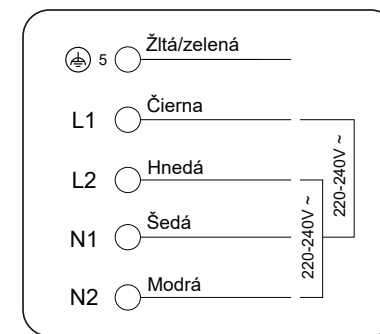 5 Žltá/zelená
L1 Čierna
L2 Hnedá
N1 Šedá
N2 Modrá
220-240V ~
220-240V ~